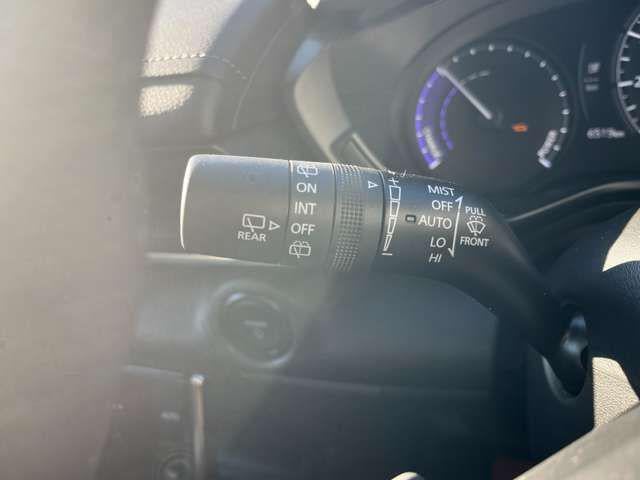 ON
INT
OFF
REAR
+
-
MIST
OFF
AUTO
LO
HI
PULL
FRONT